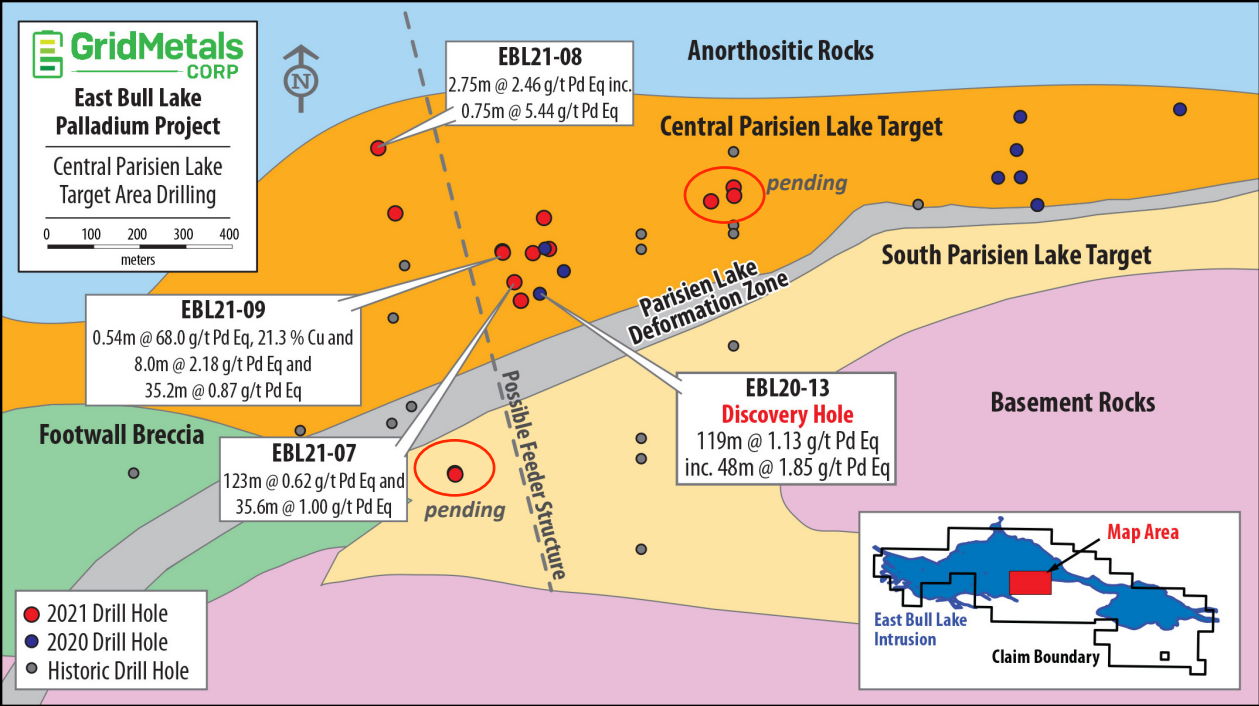 GridMetals
CORP
East Bull Lake
Palladium Project
Central Parisien Lake
Target Area Drilling
0 100 200 300 400
meters
N
EBL21-08
2.75m @ 2.46 g/t Pd Eq inc.
0.75m @ 5.44 g/t Pd Eq
Anorthositic Rocks
Central Parisien Lake Target
pending
South Parisien Lake Target
Parisien Lake
Deformation Zone
EBL21-09
0.54m @ 68.0 g/t Pd Eq, 21.3 % Cu and
8.0m @ 2.18 g/t Pd Eq and
35.2m @ 0.87 g/t Pd Eq
Possible Feeder Structure
EBL20-13
Discovery Hole
119m @ 1.13 g/t Pd Eq
inc. 48m @ 1.85 g/t Pd Eq
Basement Rocks
Footwall Breccia
EBL21-07
123m @ 0.62 g/t Pd Eq and
35.6m @ 1.00 g/t Pd Eq
pending
2021 Drill Hole
2020 Drill Hole
Historic Drill Hole
Map Area
East Bull Lake
Intrusion
Claim Boundary